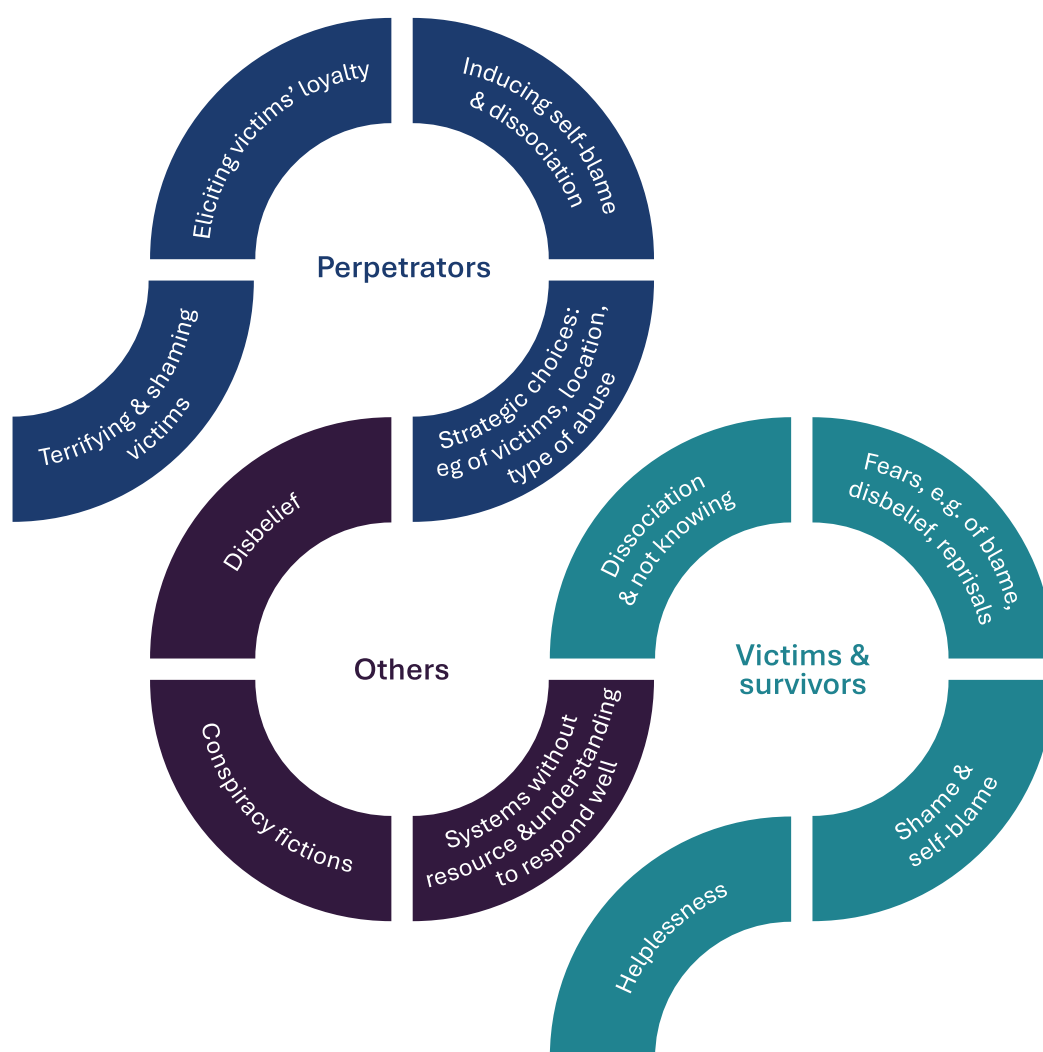 Eliciting victims’ loyalty
Inducing self-blame
& dissociation
Perpetrators
Terrifying & shaming
victims
Strategic choices:
eg of victims, location,
type of abuse
Disbelief
Others
Conspiracy fictions
Systems without
resource &understanding
to respond well
Dissociation
& not knowing
Fears, e.g. of blame,
disbelief, reprisals
Victims &
survivors
Shame &
self-blame
Helplessness